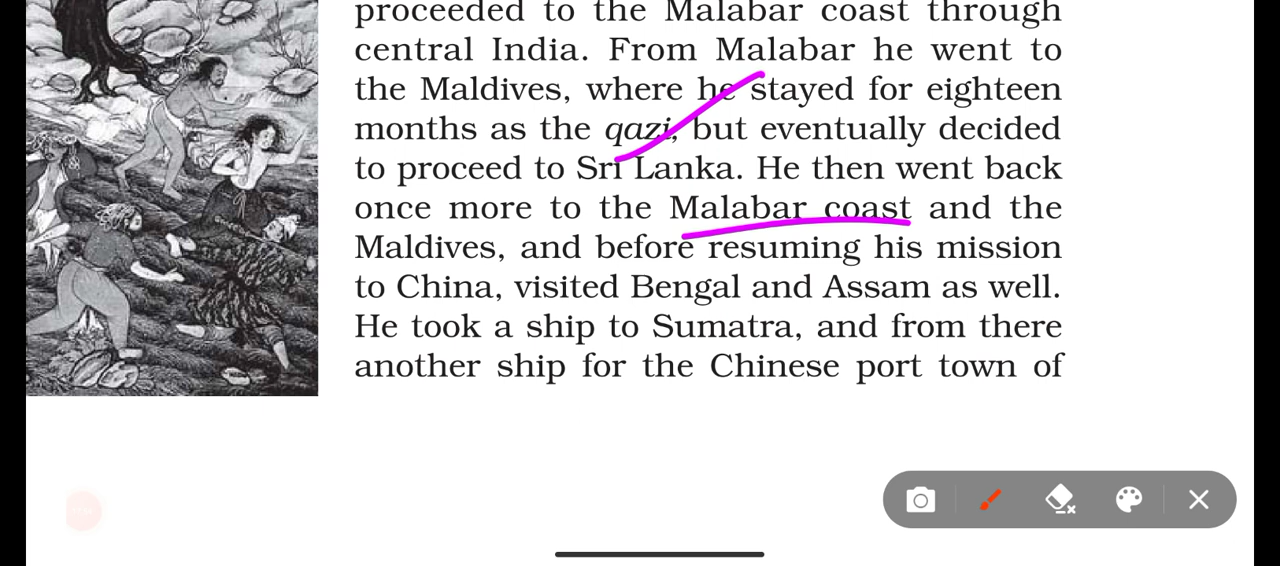 proceeded to the Malabar coast through
central India. From Malabar he went to
the Maldives, where he stayed for eighteen
months as the qazi, but eventually decided
to proceed to Sri Lanka. He then went back
once more to the Malabar coast and the
Maldives, and before resuming his mission
to China, visited Bengal and Assam as well.
He took a ship to Sumatra, and from there
another ship for the Chinese port town of